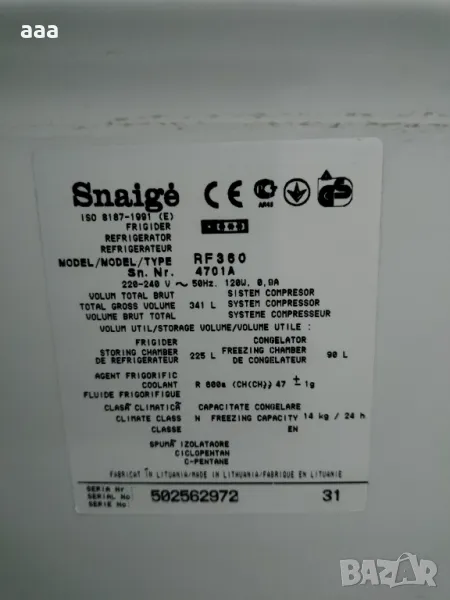 aaa
Snaigė CE AE45 GS
ISO 8187-1991 (E)
FRIGIDER
REFRIGERATOR
REFRIGERATEUR
MODEL/MODEL/TYPE RF360
Sn. Nr. 4701A
220-240 V ~ 50Hz. 120W, 0,9A
VOLUM TOTAL BRUT SISTEM COMPRESOR
TOTAL GROSS VOLUME 341 L SYSTEM COMPRESSOR
VOLUME BRUT TOTAL SYSTEME COMPRESSEUR
VOLUM UTIL/STORAGE VOLUME/VOLUME UTILE :
FRIGIDER CONGELATOR
STORING CHAMBER 225 L FREEZING CHAMBER 90 L
DE REFRIGERATEUR DE CONGELATEUR
AGENT FRIGORIFIC
COOLANT R 600a (CH(CH)) 47 ± 1g
FLUIDE FRIGORIFIQUE
CLASĂ CLIMATICĂ CAPACITATE CONGELARE
CLIMATE CLASS N FREEZING CAPACITY 14 kg / 24 h
CLASSE EN
SPUMĂ IZOLATAORE
CICLOPENTAN
C-PENTANE
FABRICAT ÎN LITUANIA/MADE IN LITHUANIA/FABRIQUE EN LITUANIE
SERIA Nr.
SERIAL No: 502562972 31
SERIE No:
BAZAR